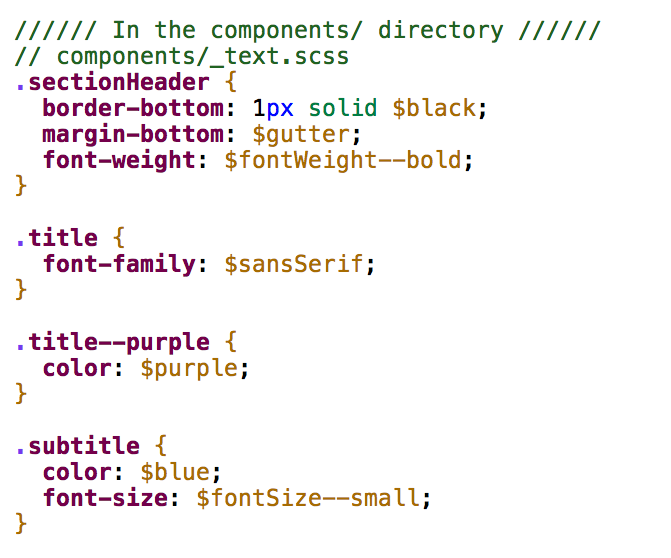 ////// In the components/ directory //////
// components/_text.scss
.sectionHeader {
  border-bottom: 1px solid $black;
  margin-bottom: $gutter;
  font-weight: $fontWeight--bold;
}

.title {
  font-family: $sansSerif;
}

.title--purple {
  color: $purple;
}

.subtitle {
  color: $blue;
  font-size: $fontSize--small;
}